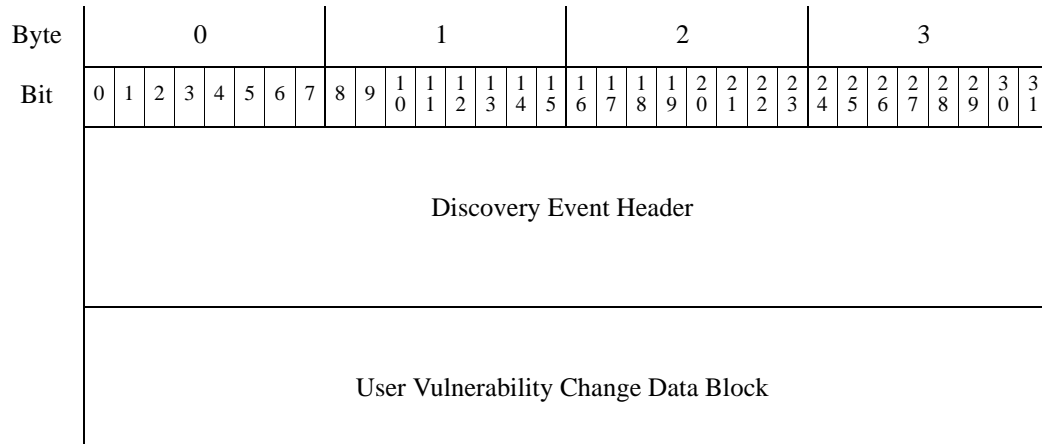 Byte 0 1 2 3
Bit 0 1 2 3 4 5 6 7 8 9 10 11 12 13 14 15 16 17 18 19 20 21 22 23 24 25 26 27 28 29 30 31
Discovery Event Header
User Vulnerability Change Data Block